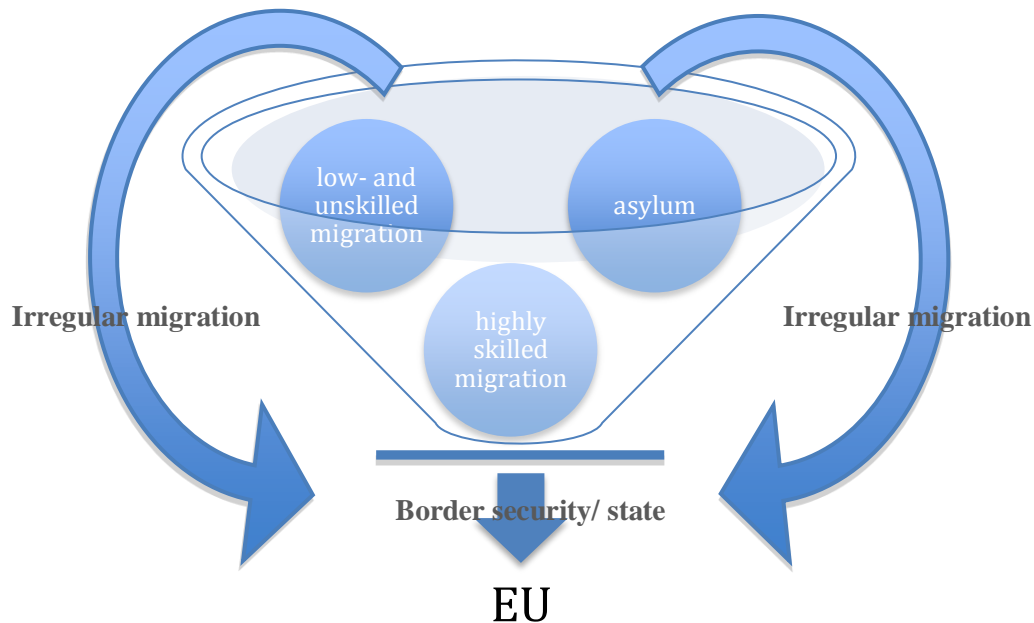 low- and
unskilled
migration
asylum
Irregular migration
Irregular migration
highly
skilled
migration
Border security/ state
EU